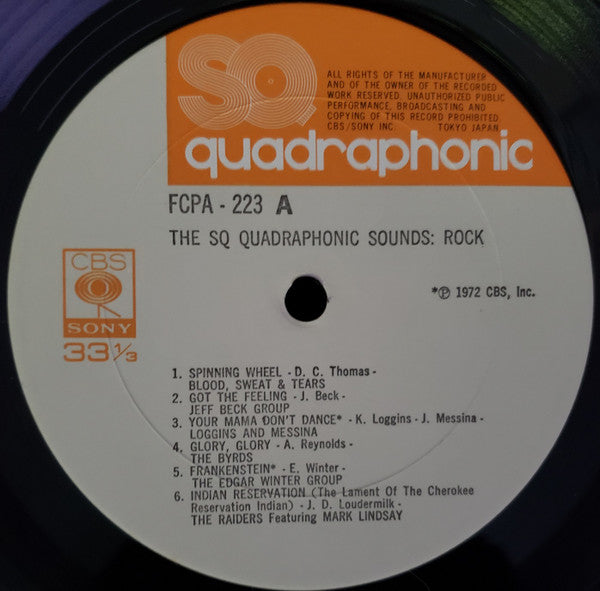 SQ
ALL RIGHTS OF THE MANUFACTURER
AND OF THE OWNER OF THE RECORDED
WORK RESERVED. UNAUTHORIZED PUBLIC
PERFORMANCE, BROADCASTING AND
COPYING OF THIS RECORD PROHIBITED.
CBS/SONY INC. TOKYO JAPAN
quadraphonic
FCPA - 223 A
THE SQ QUADRAPHONIC SOUNDS: ROCK
CBS
SONY
33 1/3
*℗ 1972 CBS, Inc.
1. SPINNING WHEEL - D. C. Thomas -
BLOOD, SWEAT & TEARS
2. GOT THE FEELING - J. Beck -
JEFF BECK GROUP
3. YOUR MAMA DON'T DANCE* - K. Loggins - J. Messina -
LOGGINS AND MESSINA
4. GLORY, GLORY - A. Reynolds -
THE BYRDS
5. FRANKENSTEIN* - E. Winter -
THE EDGAR WINTER GROUP
6. INDIAN RESERVATION (The Lament Of The Cherokee
Reservation Indian) - J. D. Loudermilk -
THE RAIDERS Featuring MARK LINDSAY